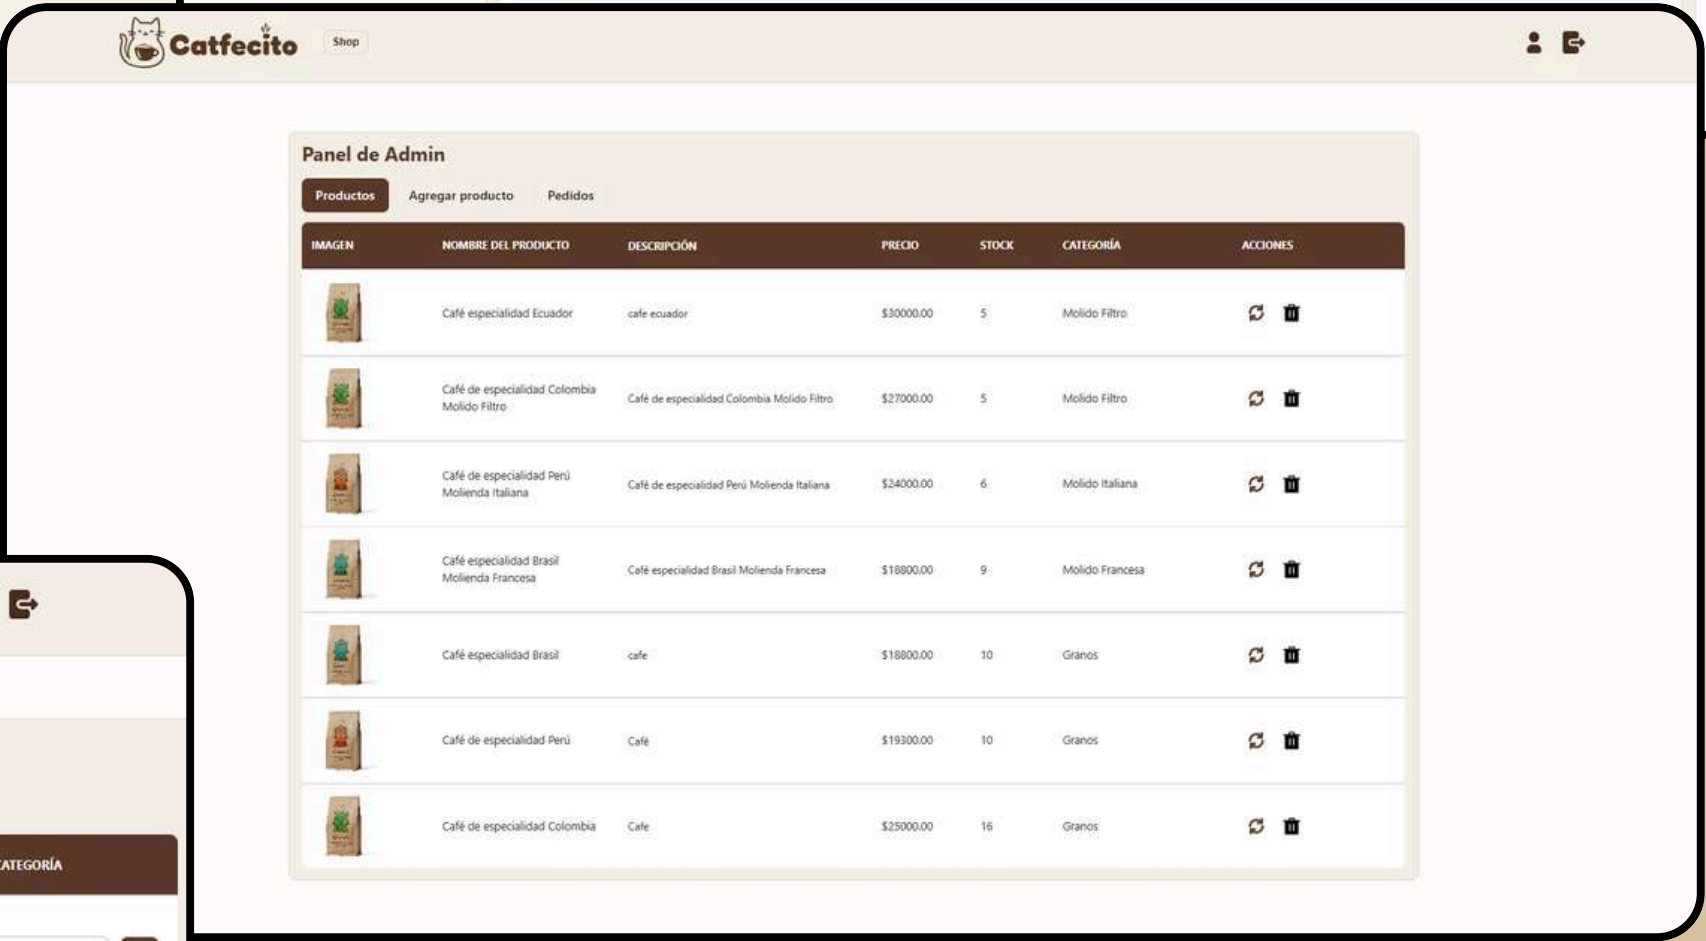 Catfecito
Shop
Panel de Admin
Productos Agregar producto Pedidos
IMAGEN NOMBRE DEL PRODUCTO DESCRIPCIÓN PRECIO STOCK CATEGORÍA ACCIONES
Café especialidad Ecuador cafe ecuador $30000.00 5 Molido Filtro
Café de especialidad Colombia
Molido Filtro Café de especialidad Colombia Molido Filtro $27000.00 5 Molido Filtro
Café de especialidad Perú
Molienda Italiana Café de especialidad Perú Molienda Italiana $24000.00 6 Molido Italiana
Café especialidad Brasil
Molienda Francesa Café especialidad Brasil Molienda Francesa $18800.00 9 Molido Francesa
Café especialidad Brasil cafe $18800.00 10 Granos
Café de especialidad Perú Café $19300.00 10 Granos
Café de especialidad Colombia Cafe $25000.00 16 Granos
ATEGORÍA